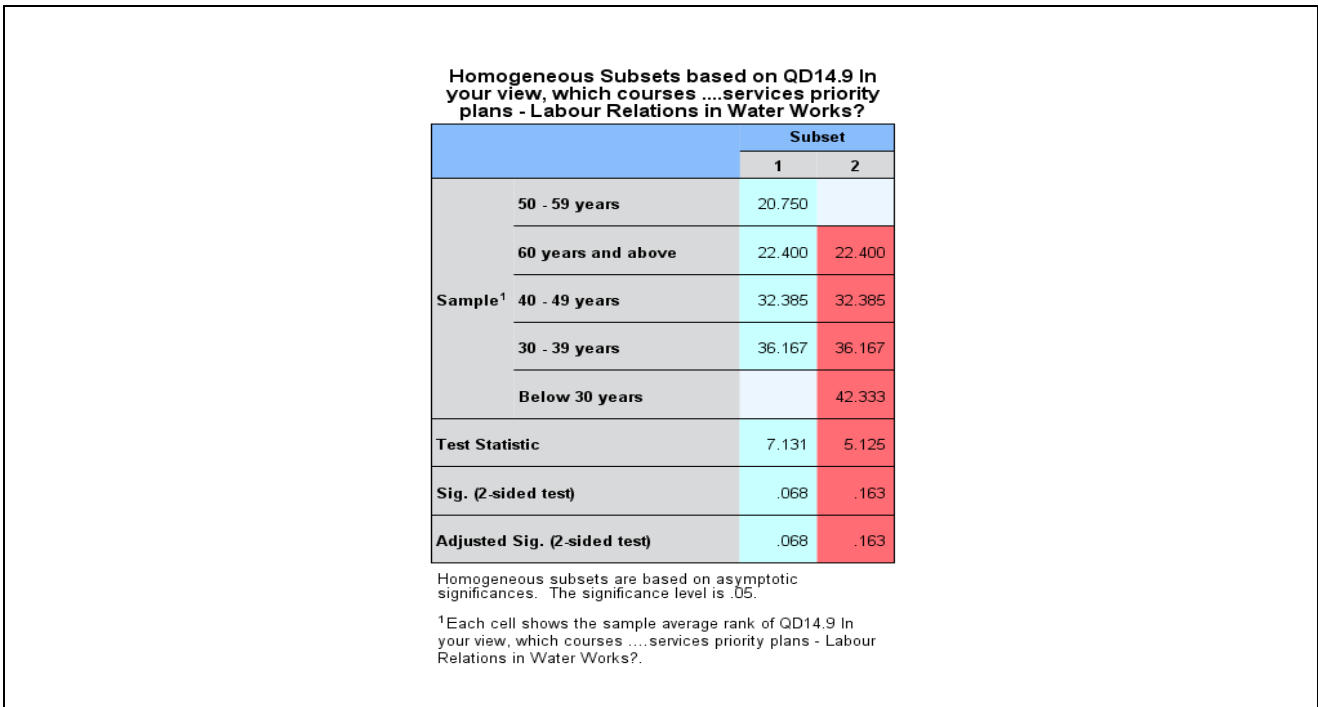 Homogeneous Subsets based on QD14.9 In
your view, which courses ....services priority
plans - Labour Relations in Water Works?
Subset
1 2
50 - 59 years 20.750
60 years and above 22.400 22.400
Sample1 40 - 49 years 32.385 32.385
30 - 39 years 36.167 36.167
Below 30 years 42.333
Test Statistic 7.131 5.125
Sig. (2-sided test) .068 .163
Adjusted Sig. (2-sided test) .068 .163
Homogeneous subsets are based on asymptotic
significances. The significance level is .05.
1Each cell shows the sample average rank of QD14.9 In
your view, which courses ....services priority plans - Labour
Relations in Water Works?.